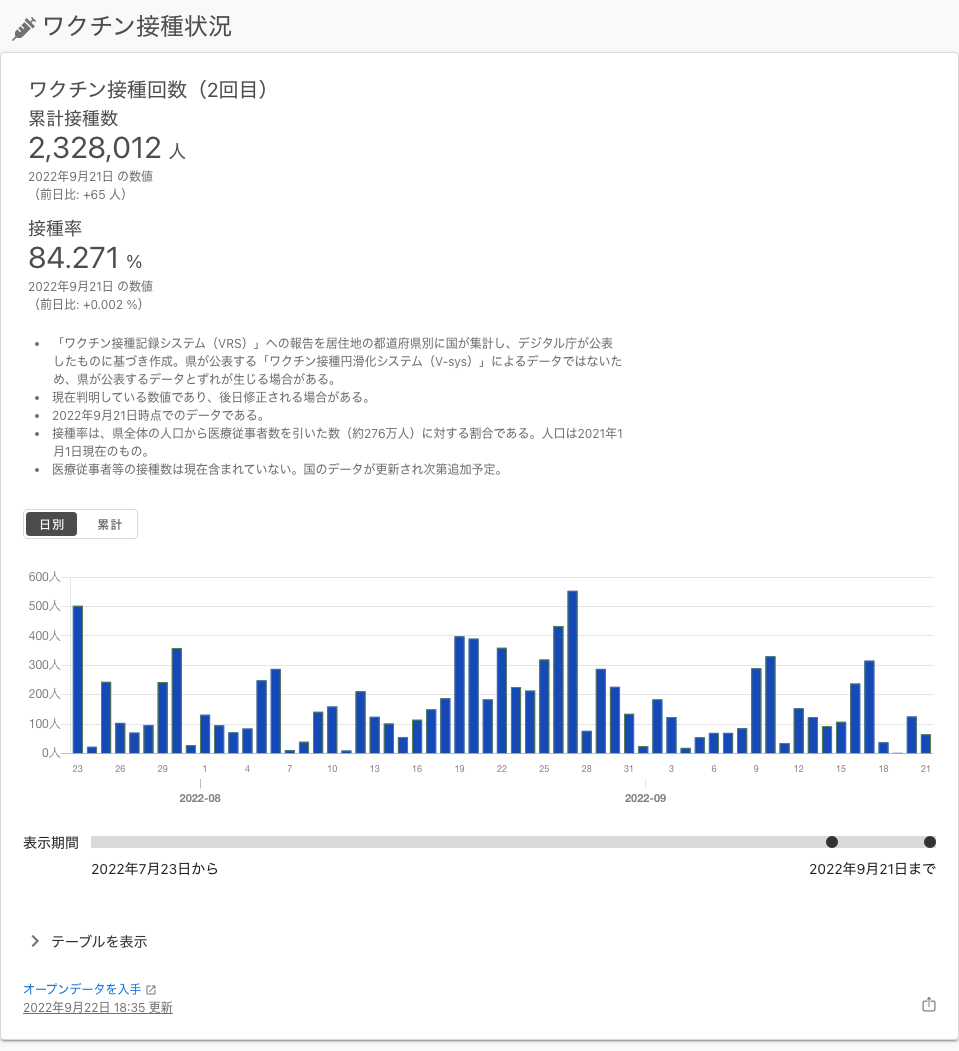 ワクチン接種状況
ワクチン接種回数（2回目）
累計接種数
2,328,012 人
2022年9月21日 の数値
（前日比: +65 人）
接種率
84.271 %
2022年9月21日 の数値
（前日比: +0.002 %）
• 「ワクチン接種記録システム（VRS）」への報告を居住地の都道府県別に国が集計し、デジタル庁が公表
したものに基づき作成。県が公表する「ワクチン接種円滑化システム（V-sys）」によるデータではないた
め、県が公表するデータとずれが生じる場合がある。
• 現在判明している数値であり、後日修正される場合がある。
• 2022年9月21日時点でのデータである。
• 接種率は、県全体の人口から医療従事者数を引いた数（約276万人）に対する割合である。人口は2021年1
月1日現在のもの。
• 医療従事者等の接種数は現在含まれていない。国のデータが更新され次第追加予定。
日別 累計
600人
500人
400人
300人
200人
100人
0人
23 26 29 1 4 7 10 13 16 19 22 25 28 31 3 6 9 12 15 18 21
2022-08 2022-09
表示期間
2022年7月23日から 2022年9月21日まで
テーブルを表示
オープンデータを入手
2022年9月22日 18:35 更新